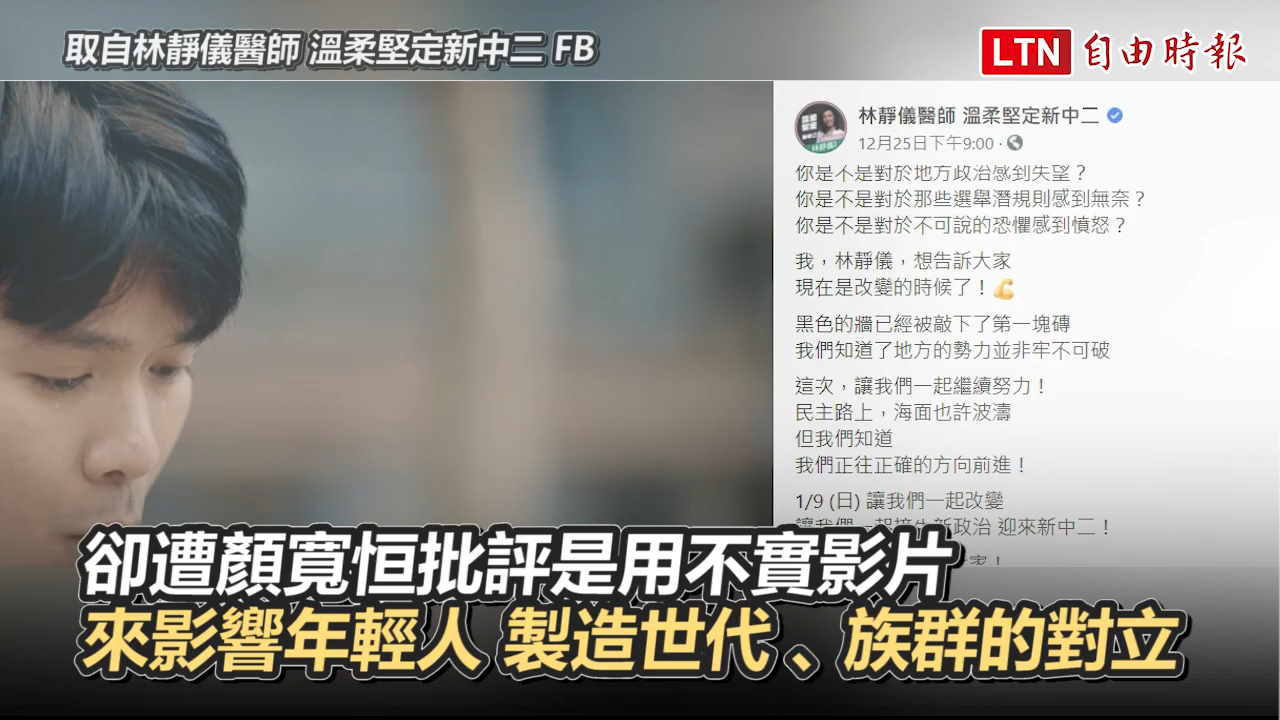 取自林靜儀醫師 溫柔堅定新中二 FB
LTN 自由時報
林靜儀醫師 溫柔堅定新中二
12月25日下午9:00
你是不是對於地方政治感到失望？
你是不是對於那些選舉潛規則感到無奈？
你是不是對於不可說的恐懼感到憤怒？
我，林靜儀，想告訴大家
現在是改變的時候了！💪
黑色的牆已經被敲下了第一塊磚
我們知道了地方的勢力並非牢不可破
這次，讓我們一起繼續努力！
民主路上，海面也許波濤
但我們知道
我們正往正確的方向前進！
1/9 (日) 讓我們一起改變
讓我們一起接生新政治 迎來新中二！
卻遭顏寬恒批評是用不實影片
來影響年輕人 製造世代、族群的對立